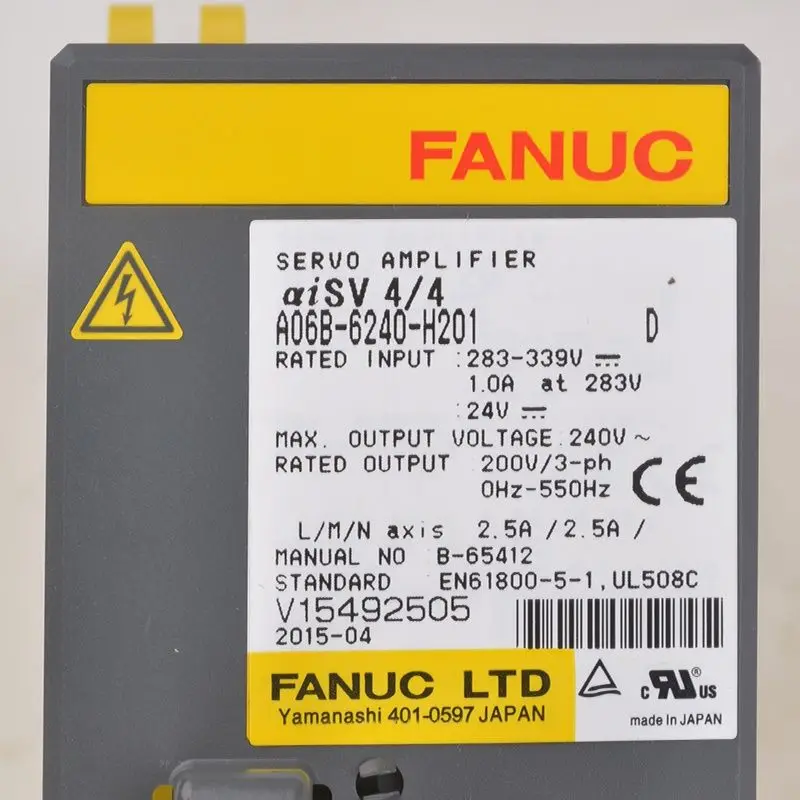 FANUC
SERVO AMPLIFIER
αiSV 4/4
A06B-6240-H201 D
RATED INPUT :283-339V ⎓
1.0A at 283V
:24V ⎓
MAX. OUTPUT VOLTAGE:240V～
RATED OUTPUT 200V/3-ph
0Hz-550Hz
CE
L/M/N axis 2.5A /2.5A /
MANUAL NO B-65412
STANDARD EN61800-5-1,UL508C
V15492505
2015-04
FANUC LTD
Yamanashi 401-0597 JAPAN
c RU® US
made in JAPAN